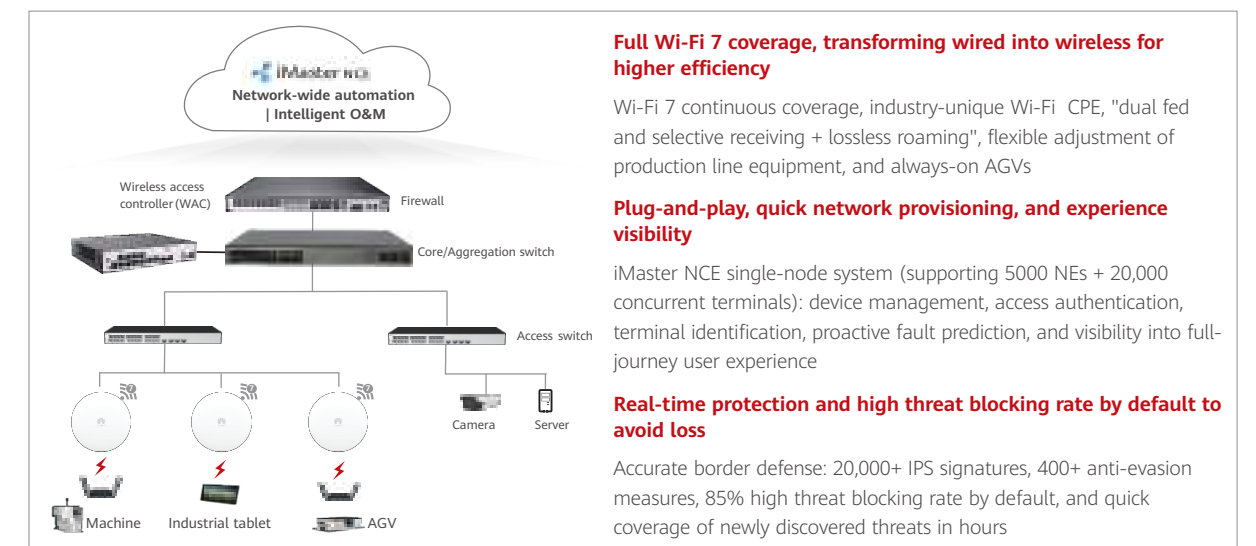 iMaster NCE
Network-wide automation
| Intelligent O&M
Wireless access
controller (WAC)
Firewall
Core/Aggregation switch
Access switch
7
7
7
Camera
Server
Machine
Industrial tablet
AGV
Full Wi-Fi 7 coverage, transforming wired into wireless for
higher efficiency
Wi-Fi 7 continuous coverage, industry-unique Wi-Fi CPE, "dual fed
and selective receiving + lossless roaming", flexible adjustment of
production line equipment, and always-on AGVs
Plug-and-play, quick network provisioning, and experience
visibility
iMaster NCE single-node system (supporting 5000 NEs + 20,000
concurrent terminals): device management, access authentication,
terminal identification, proactive fault prediction, and visibility into full-
journey user experience
Real-time protection and high threat blocking rate by default to
avoid loss
Accurate border defense: 20,000+ IPS signatures, 400+ anti-evasion
measures, 85% high threat blocking rate by default, and quick
coverage of newly discovered threats in hours